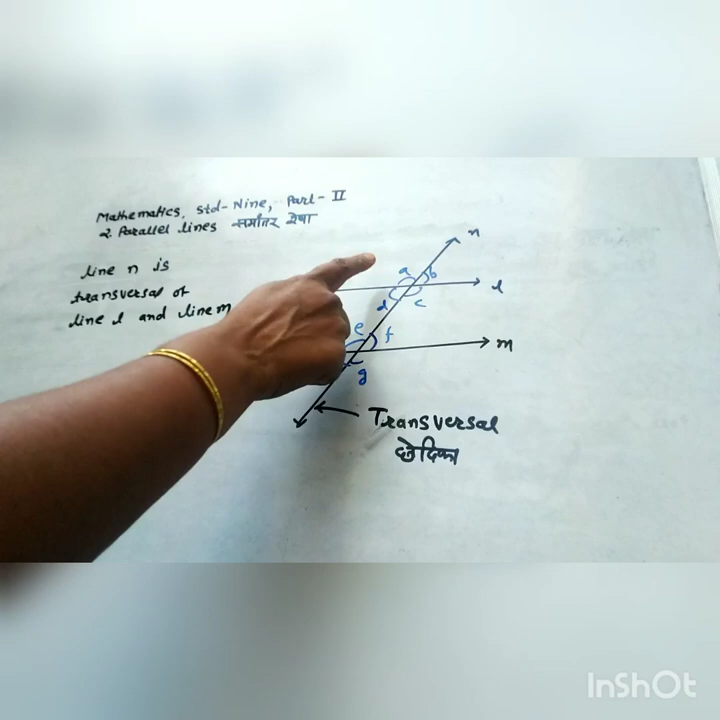 Mathematics, Std-Nine, Part-II
2. Parallel lines समांतर रेषा
line n is
transversal of
line l and line m
n
a b
l
d c
e f
m
g
Transversal
छेदिका
InShOt